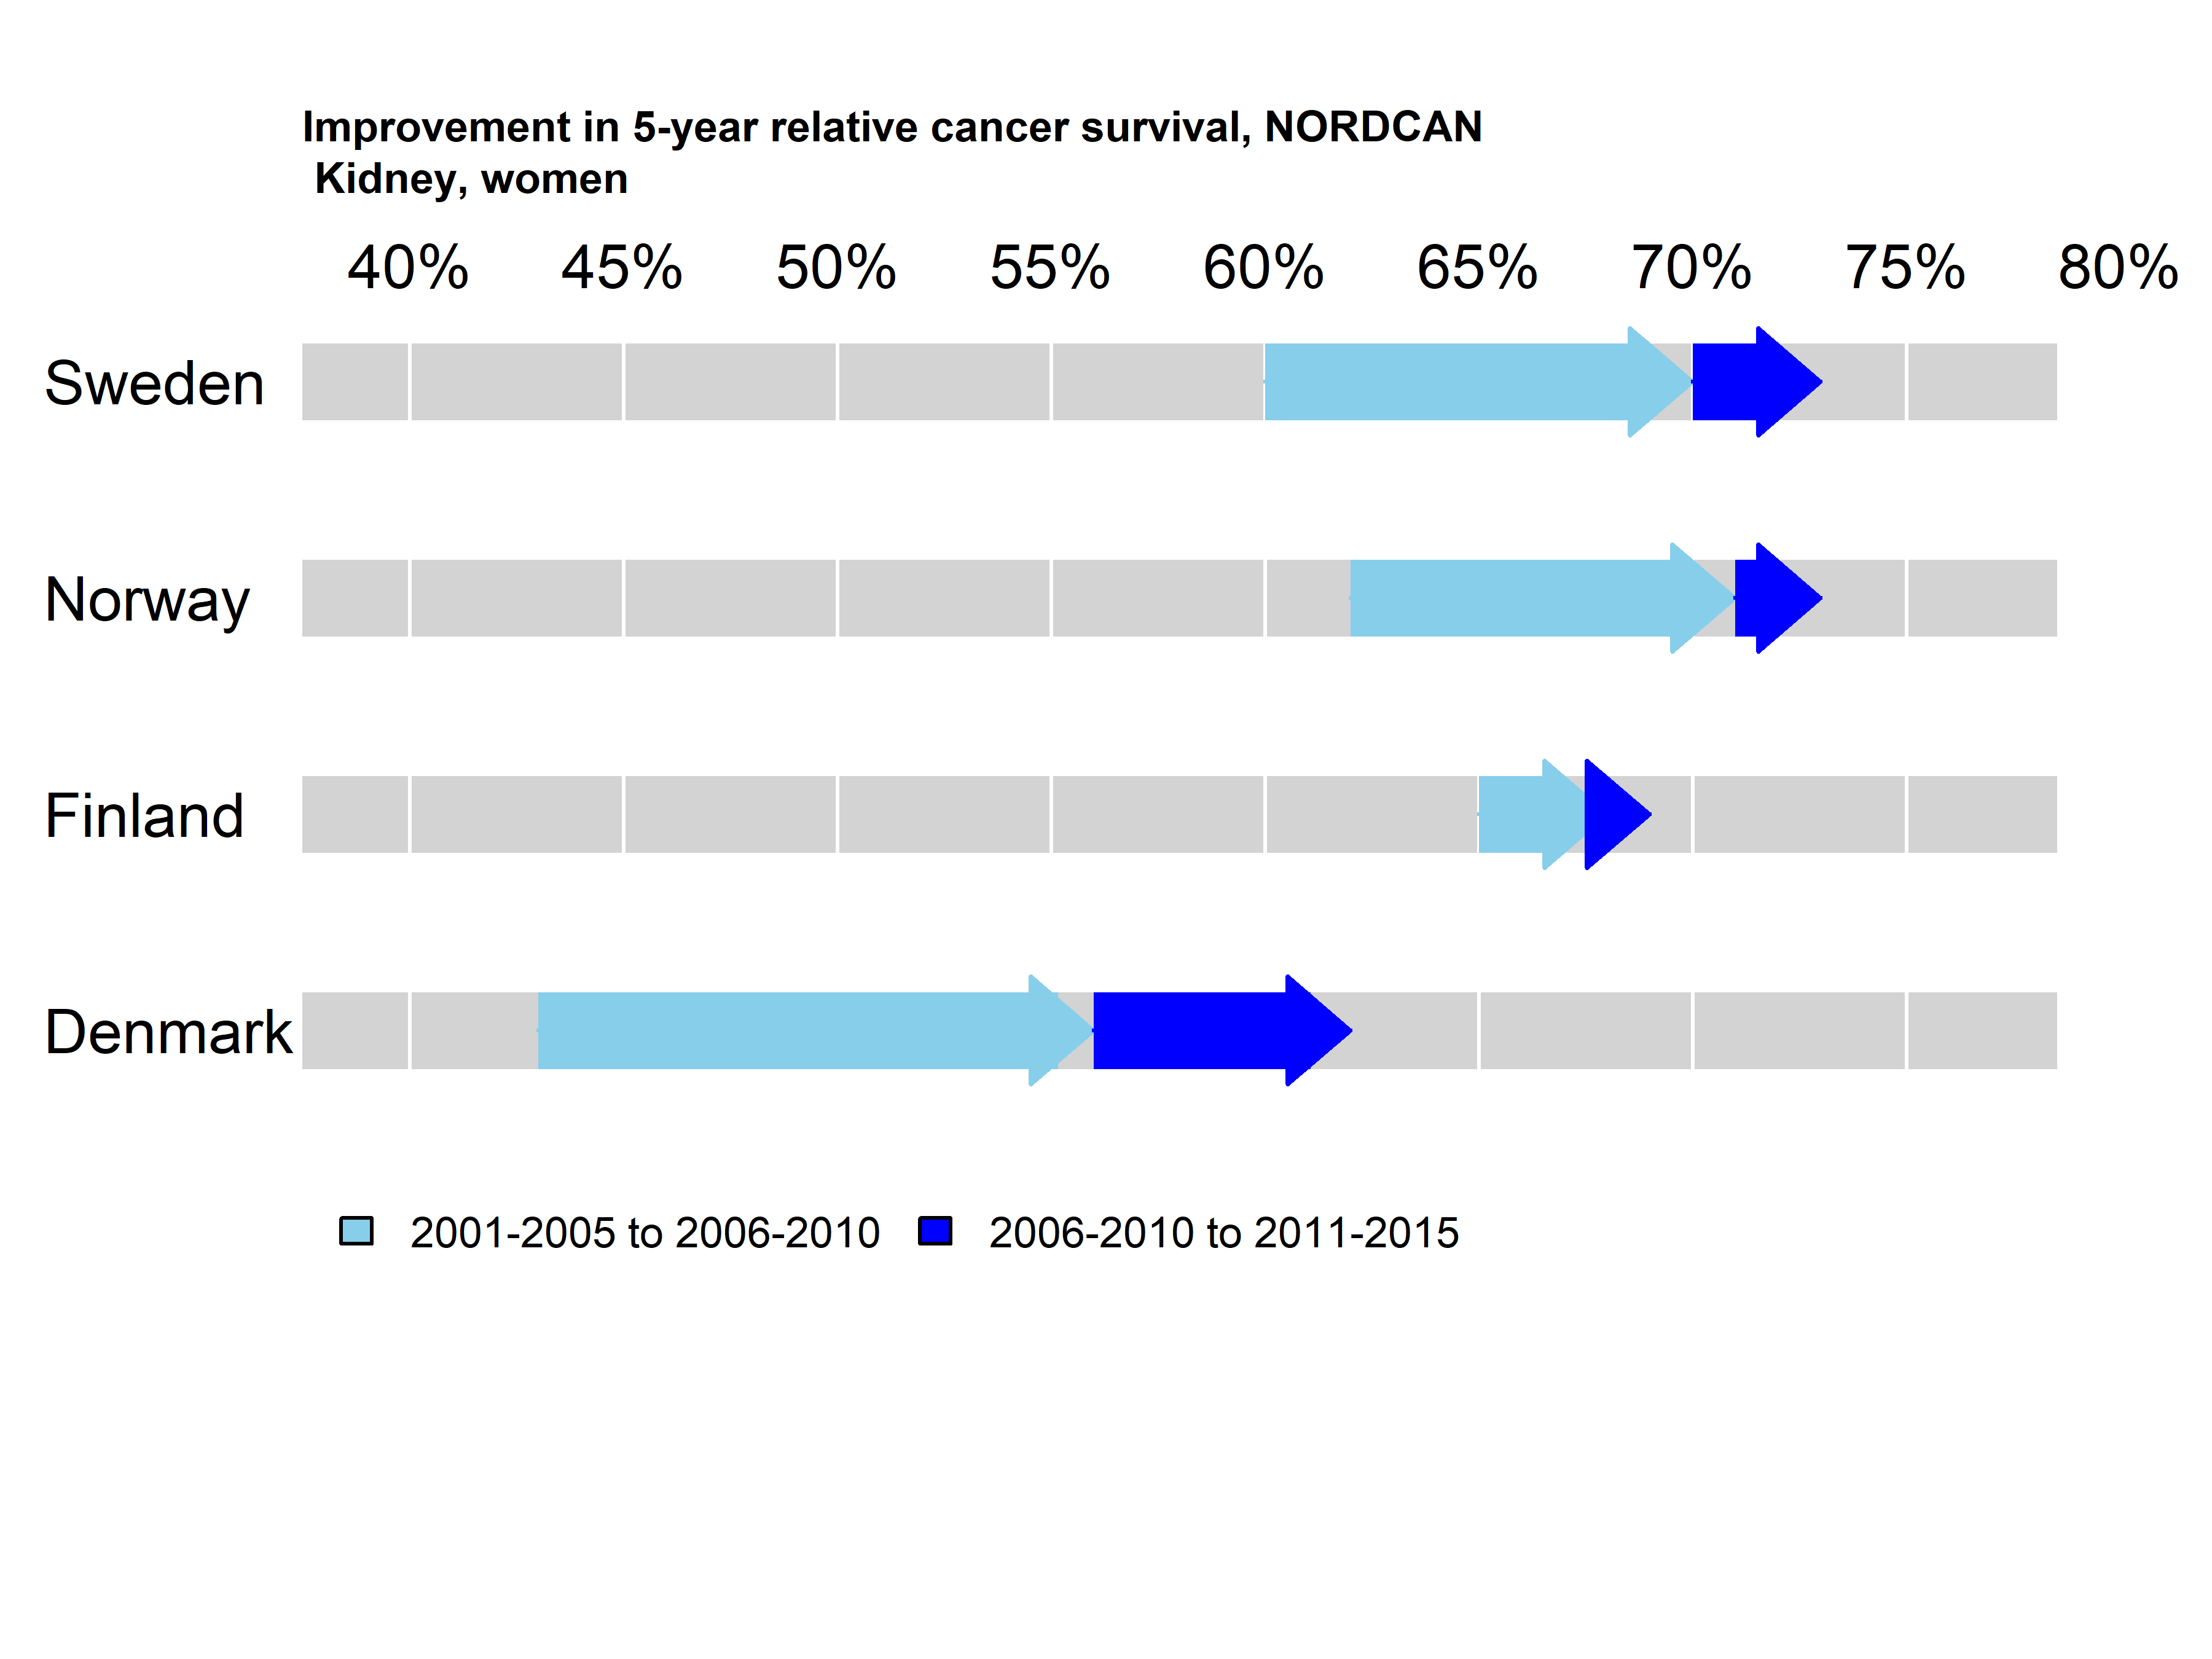 Improvement in 5-year relative cancer survival, NORDCAN
Kidney, women
40% 45% 50% 55% 60% 65% 70% 75% 80%
Sweden
Norway
Finland
Denmark
2001-2005 to 2006-2010 2006-2010 to 2011-2015